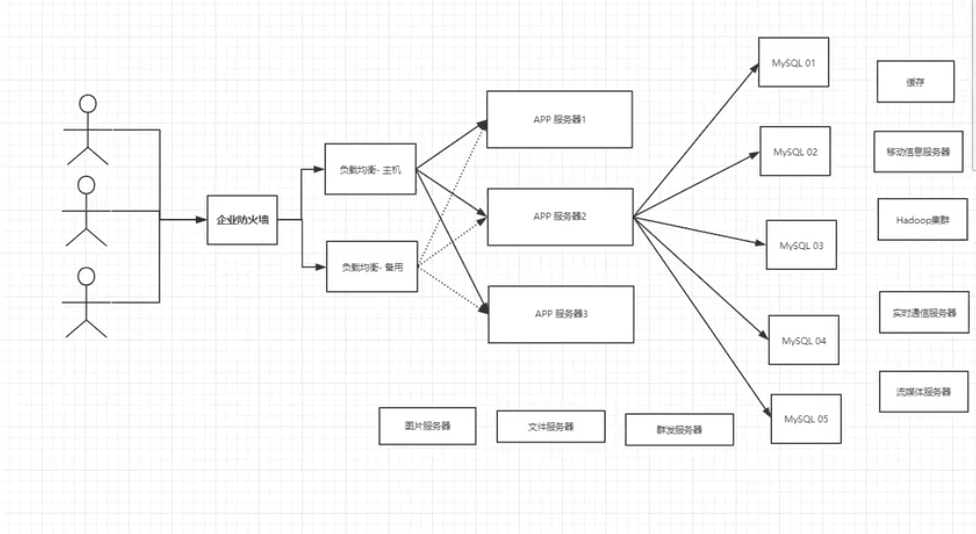 企业防火墙
负载均衡- 主机
负载均衡- 备用
APP 服务器1
APP 服务器2
APP 服务器3
MySQL 01
MySQL 02
MySQL 03
MySQL 04
MySQL 05
缓存
移动信息服务器
Hadoop集群
实时通信服务器
流媒体服务器
图片服务器
文件服务器
群发服务器